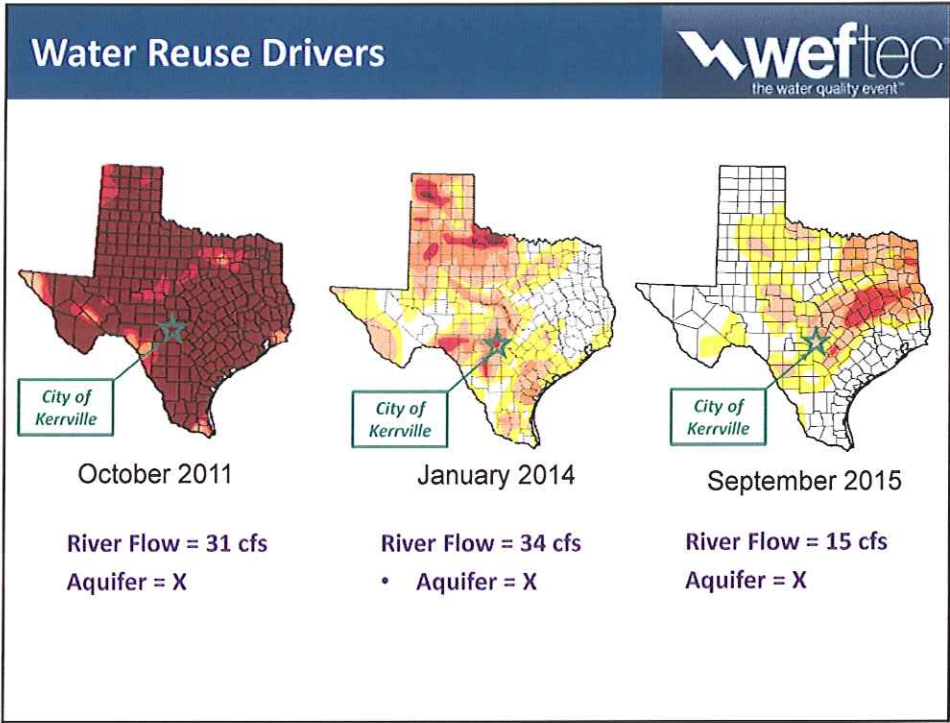 Water Reuse Drivers
weftec
the water quality event™
City of
Kerrville
October 2011
River Flow = 31 cfs
Aquifer = X
City of
Kerrville
January 2014
River Flow = 34 cfs
• Aquifer = X
City of
Kerrville
September 2015
River Flow = 15 cfs
Aquifer = X